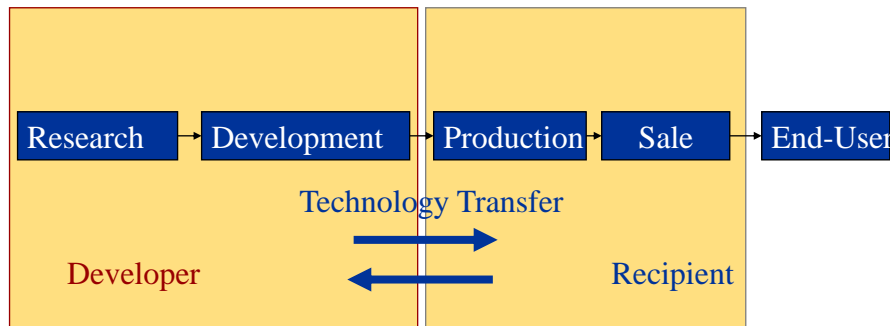 Research
Development
Production
Sale
End-User
Technology Transfer
Developer
Recipient